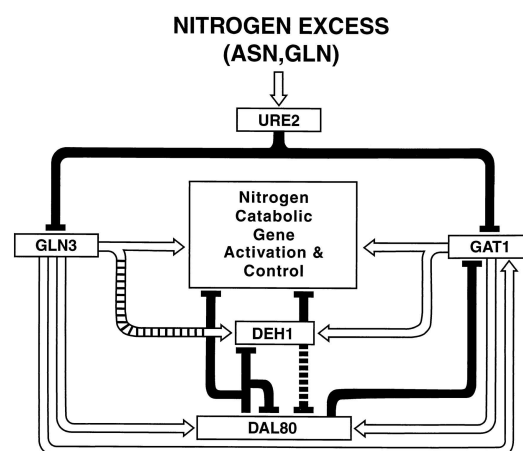 NITROGEN EXCESS
(ASN,GLN)
URE2
Nitrogen
Catabolic
Gene
Activation &
Control
GLN3
GAT1
DEH1
DAL80